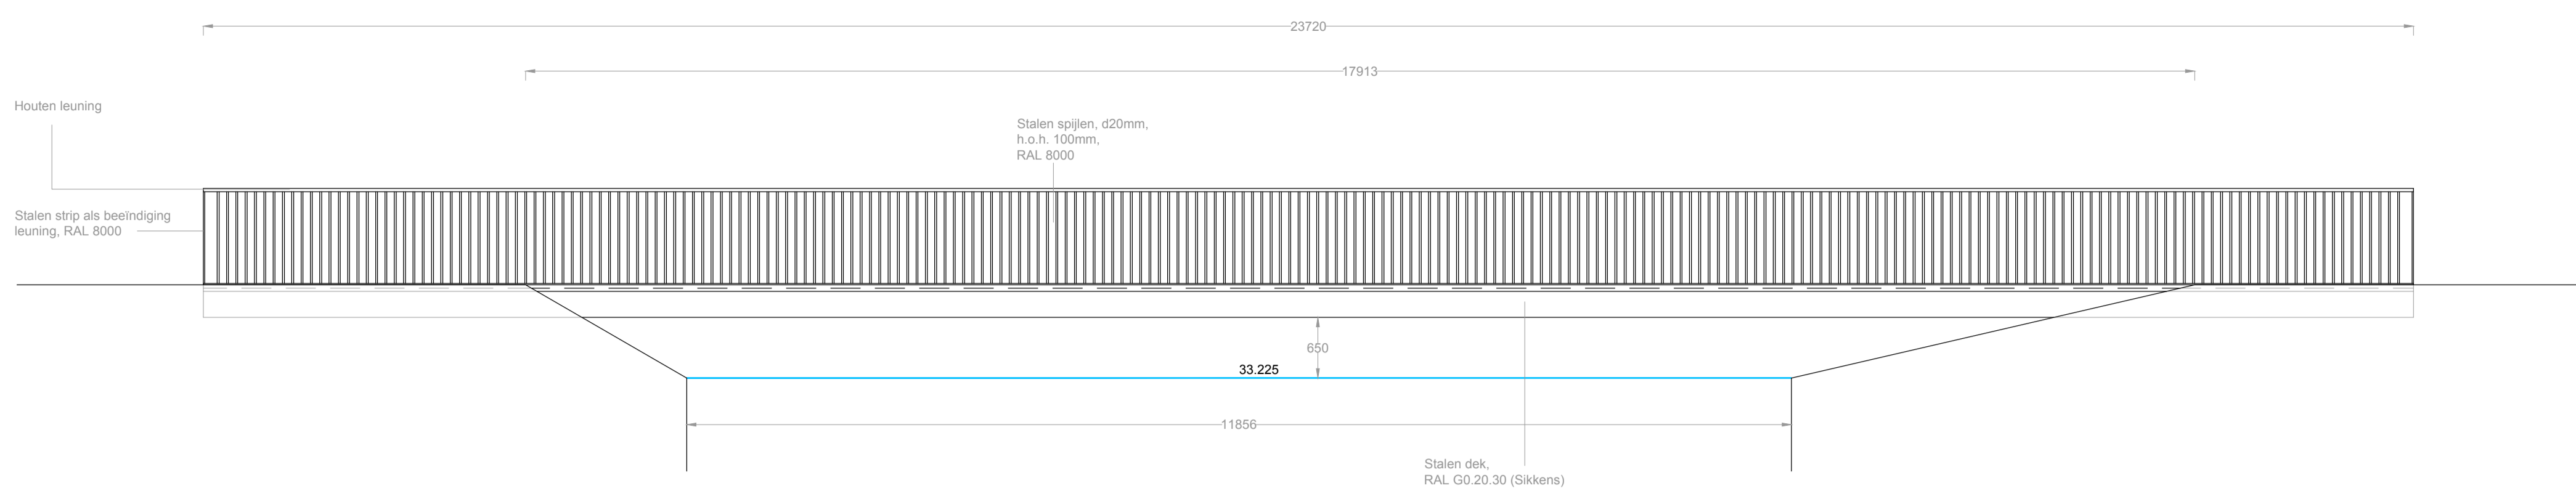 23720
17913
Houten leuning
Stalen spijlen, d20mm,
h.o.h. 100mm,
RAL 8000
Stalen strip als beeïndiging
leuning, RAL 8000
650
33.225
11856
Stalen dek,
RAL G0.20.30 (Sikkens)